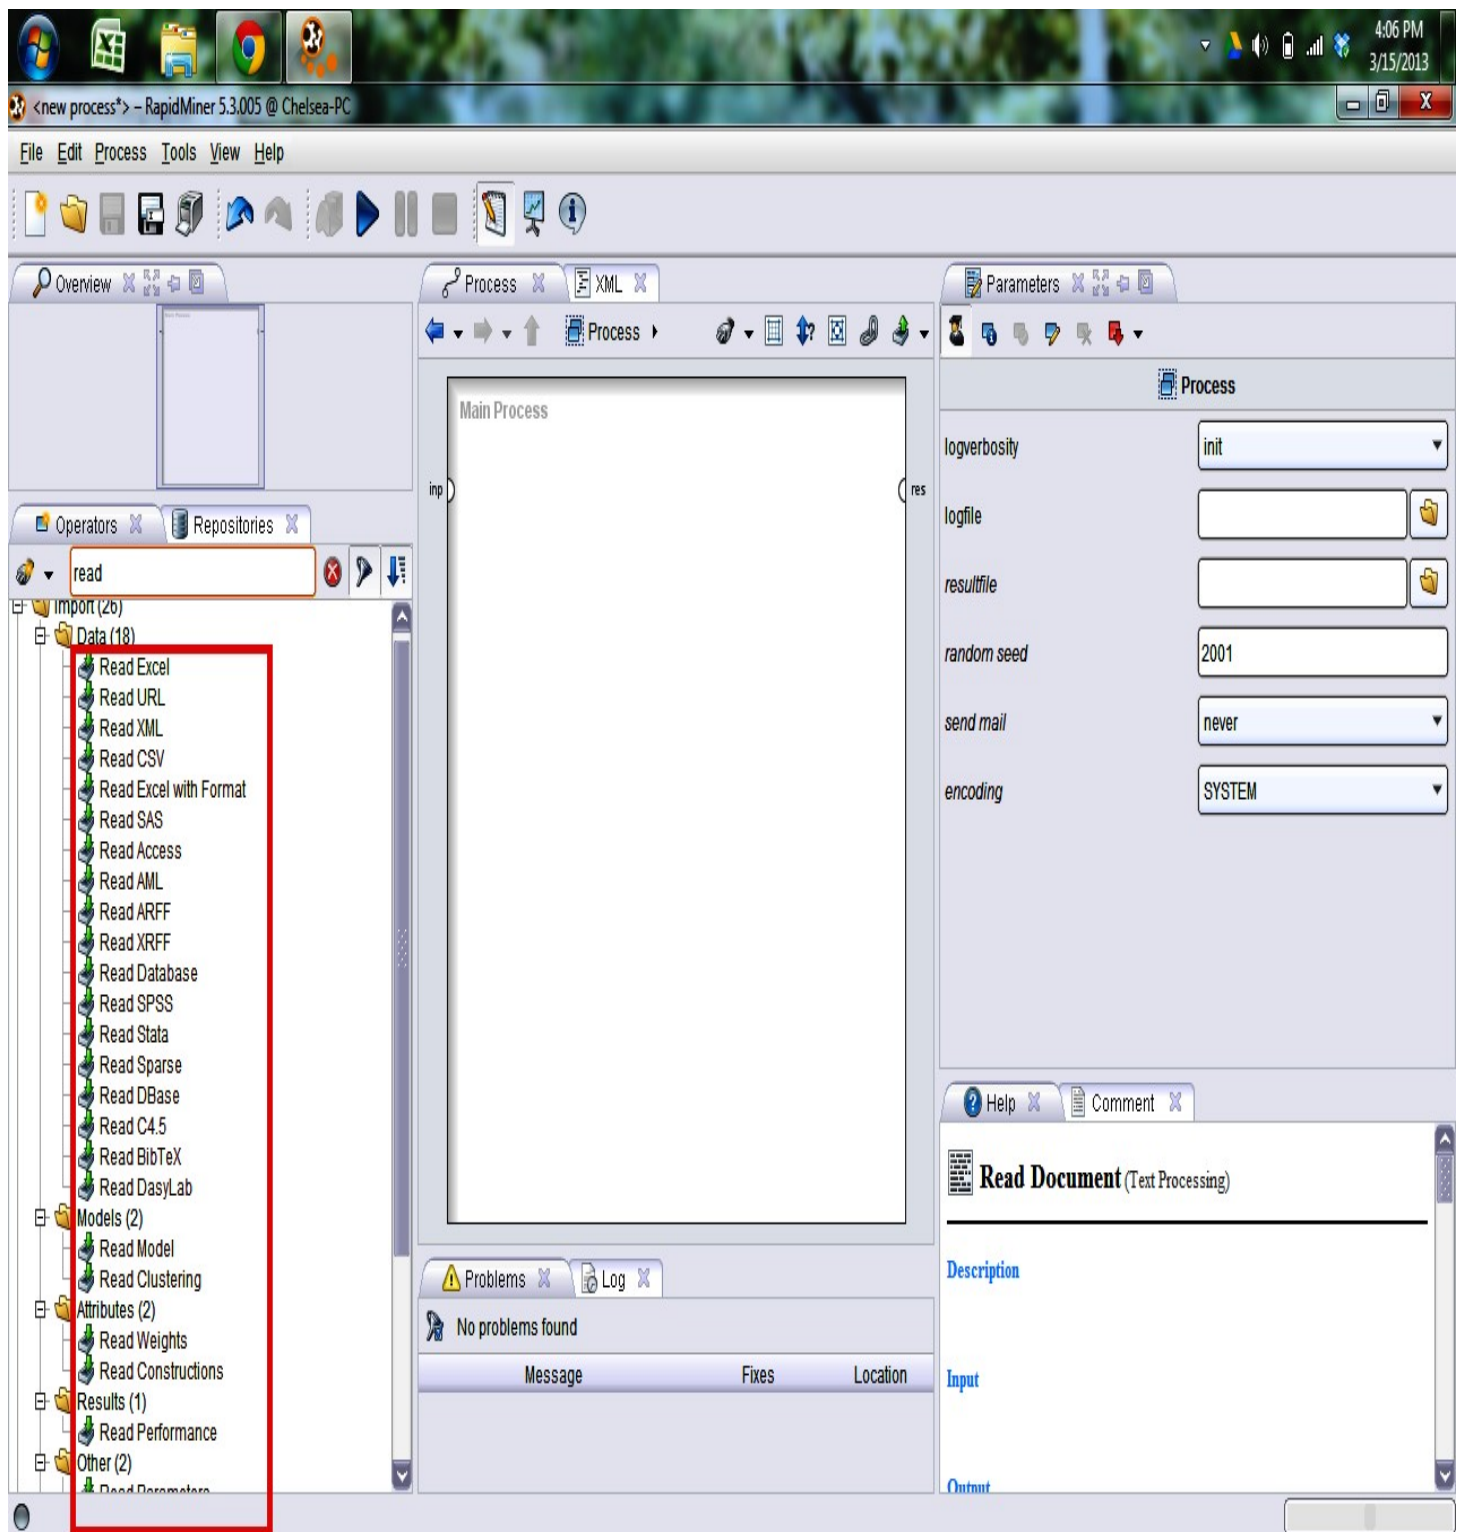 4:06 PM
3/15/2013
<new process*> – RapidMiner 5.3.005 @ Chelsea-PC
File Edit Process Tools View Help
Overview
Process XML
Parameters
Process
Process
Main Process
logverbosity init
inp res
logfile
Operators Repositories
read
resultfile
Import (26)
Data (18)
random seed 2001
Read Excel
Read URL
Read XML
send mail never
Read CSV
Read Excel with Format
encoding SYSTEM
Read SAS
Read Access
Read AML
Read ARFF
Read XRFF
Read Database
Read SPSS
Read Stata
Read Sparse
Read DBase
Read C4.5
Read BibTeX
Read DasyLab
Models (2)
Read Model
Read Clustering
Attributes (2)
Read Weights
Read Constructions
Results (1)
Read Performance
Other (2)
Read Parameters
Problems Log
No problems found
Message Fixes Location
Help Comment
Read Document (Text Processing)
Description
Input
Output